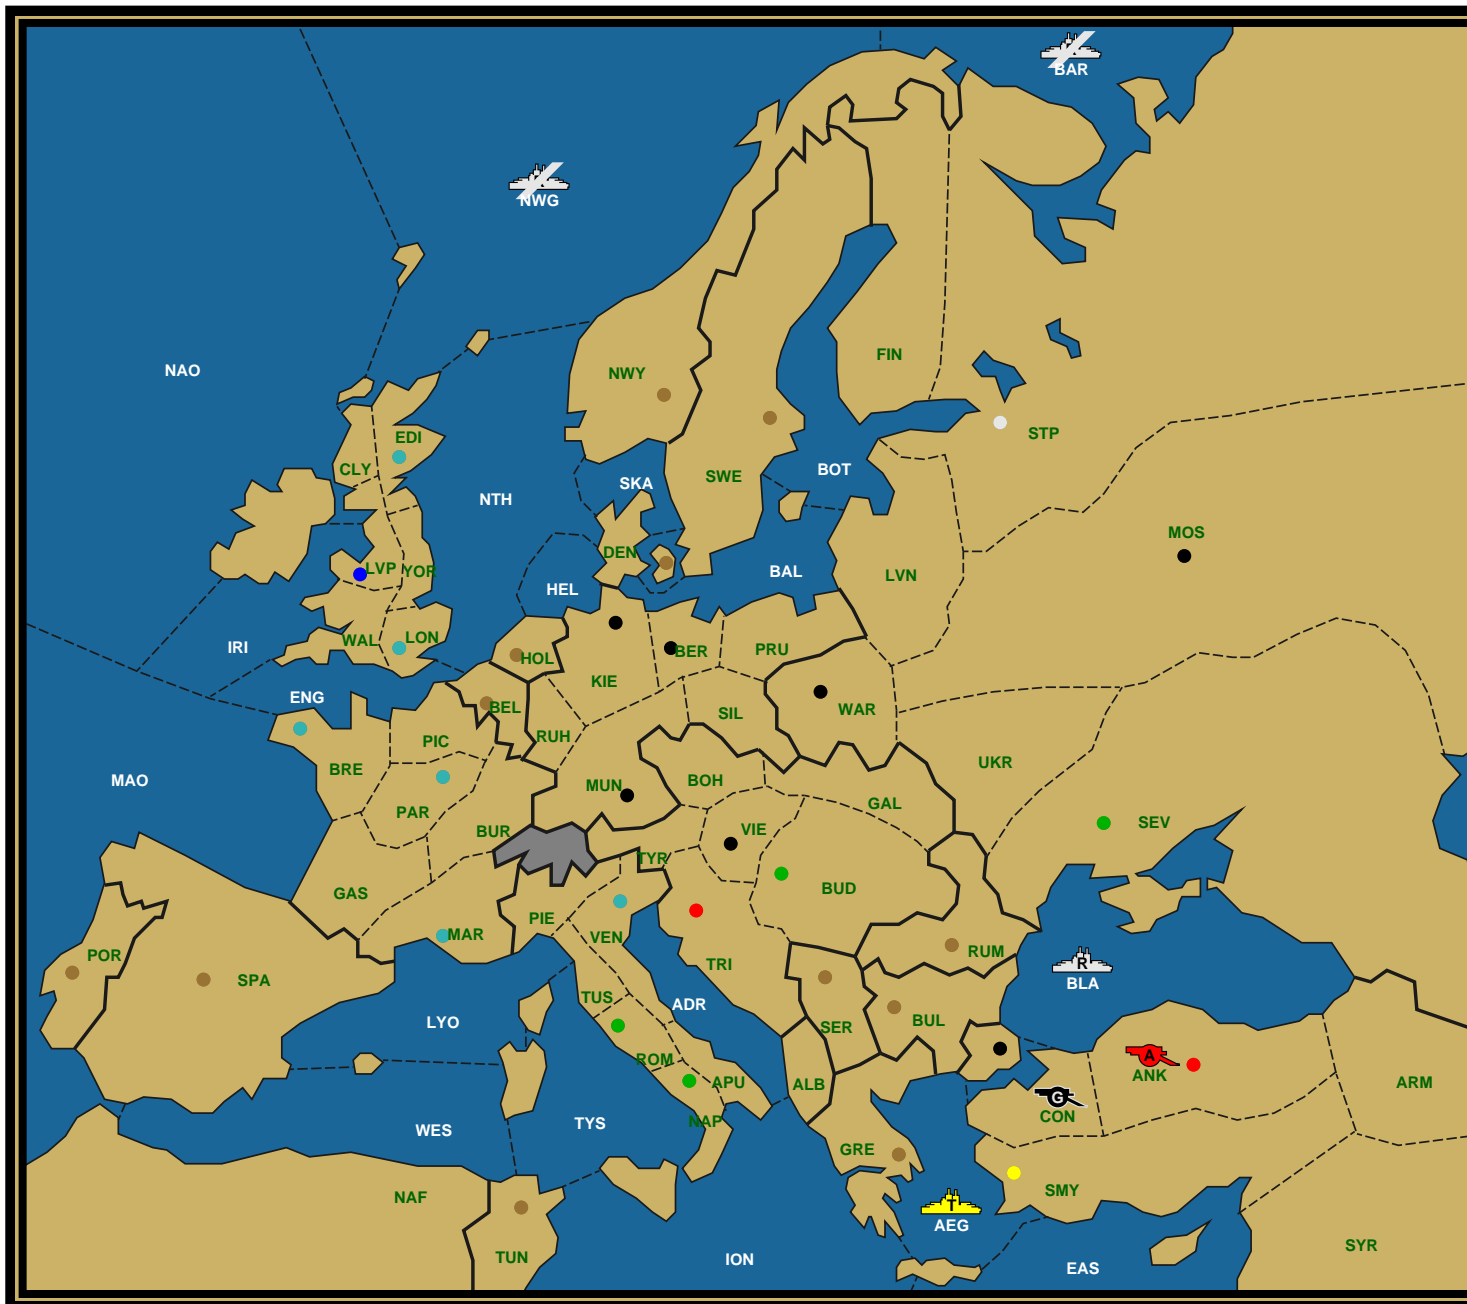 BAR
NWG
NAO
FIN
NWY
STP
EDI
CLY
SWE
BOT
SKA
NTH
MOS
DEN
LVP
YOR
BAL
LVN
HEL
IRI
WAL
LON
HOL
BER
PRU
KIE
ENG
BEL
SIL
WAR
PIC
RUH
BRE
MAO
MUN
BOH
UKR
PAR
GAL
BUR
VIE
SEV
TYR
BUD
GAS
PIE
MAR
VEN
POR
SPA
TRI
RUM
R
BLA
TUS
ADR
LYO
SER
BUL
ROM
A
ANK
APU
ALB
ARM
G
CON
NAP
WES
TYS
GRE
NAF
SMY
T
AEG
TUN
ION
SYR
EAS